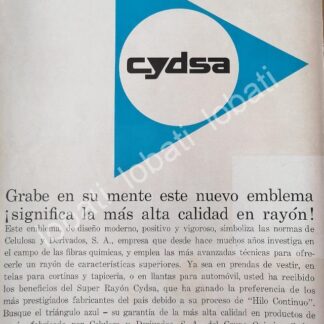 cydsa
Grabe en su mente este nuevo emblema
¡significa la más alta calidad en rayón!
Este emblema, de diseño moderno, positivo y vigoroso, simboliza las normas de
Celulosa y Derivados, S. A., empresa que desde hace muchos años investiga en
el campo de las fibras químicas, y emplea las más avanzadas técnicas para ofre-
cerle un rayón de características superiores. Ya sea en prendas de vestir, en
telas para cortinas y tapicería, o en llantas para automóvil, usted ha recibido
los beneficios del Super Rayón Cydsa, que ha ganado la preferencia de los
más prestigiados fabricantes del país debido a su proceso de "Hilo Continuo".
Busque el triángulo azul - su garantía de la más alta calidad en productos de
lobati lobati lobati